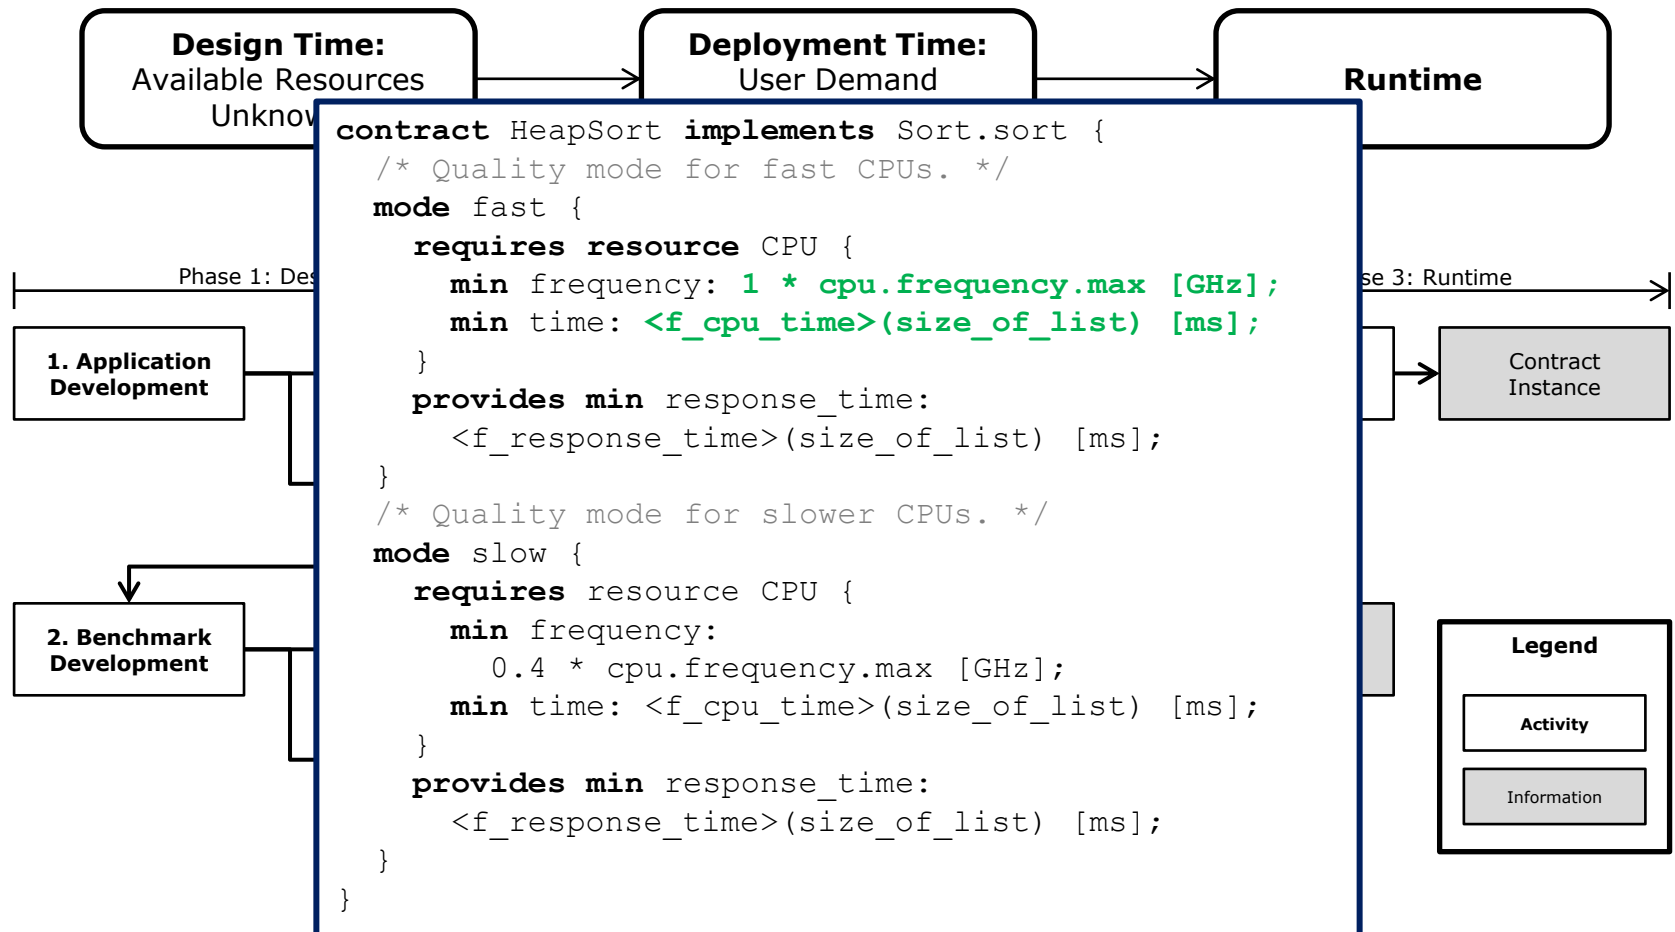 Design Time:
Available Resources
Deployment Time:
User Demand
Runtime
contract HeapSort implements Sort.sort {
/* Quality mode for fast CPUs. */
mode fast {
requires resource CPU {
min frequency: 1 * cpu.frequency.max [GHz];
min time: <f_cpu_time>(size_of_list) [ms];
}
provides min response_time:
<f_response_time>(size_of_list) [ms];
}
/* Quality mode for slower CPUs. */
mode slow {
requires resource CPU {
min frequency:
0.4 * cpu.frequency.max [GHz];
min time: <f_cpu_time>(size_of_list) [ms];
}
provides min response_time:
<f_response_time>(size_of_list) [ms];
}
}
Phase 1:
3: Runtime
1. Application
Development
Contract
Instance
2. Benchmark
Development
Legend
Activity
Information